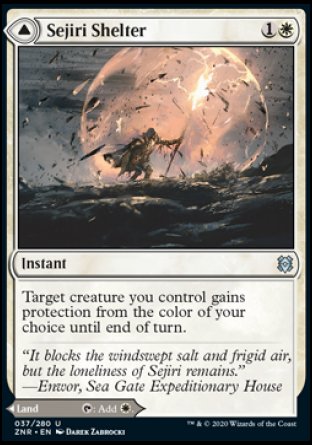 Sejiri Shelter 1
Instant
Target creature you control gains
protection from the color of your
choice until end of turn.
"It blocks the windswept salt and frigid air,
but the loneliness of Sejiri remains."
—Enwor, Sea Gate Expeditionary House
Land : Add .
037/280 U
ZNR • EN DAREK ZABROCKI
™ & © 2020 Wizards of the Coast